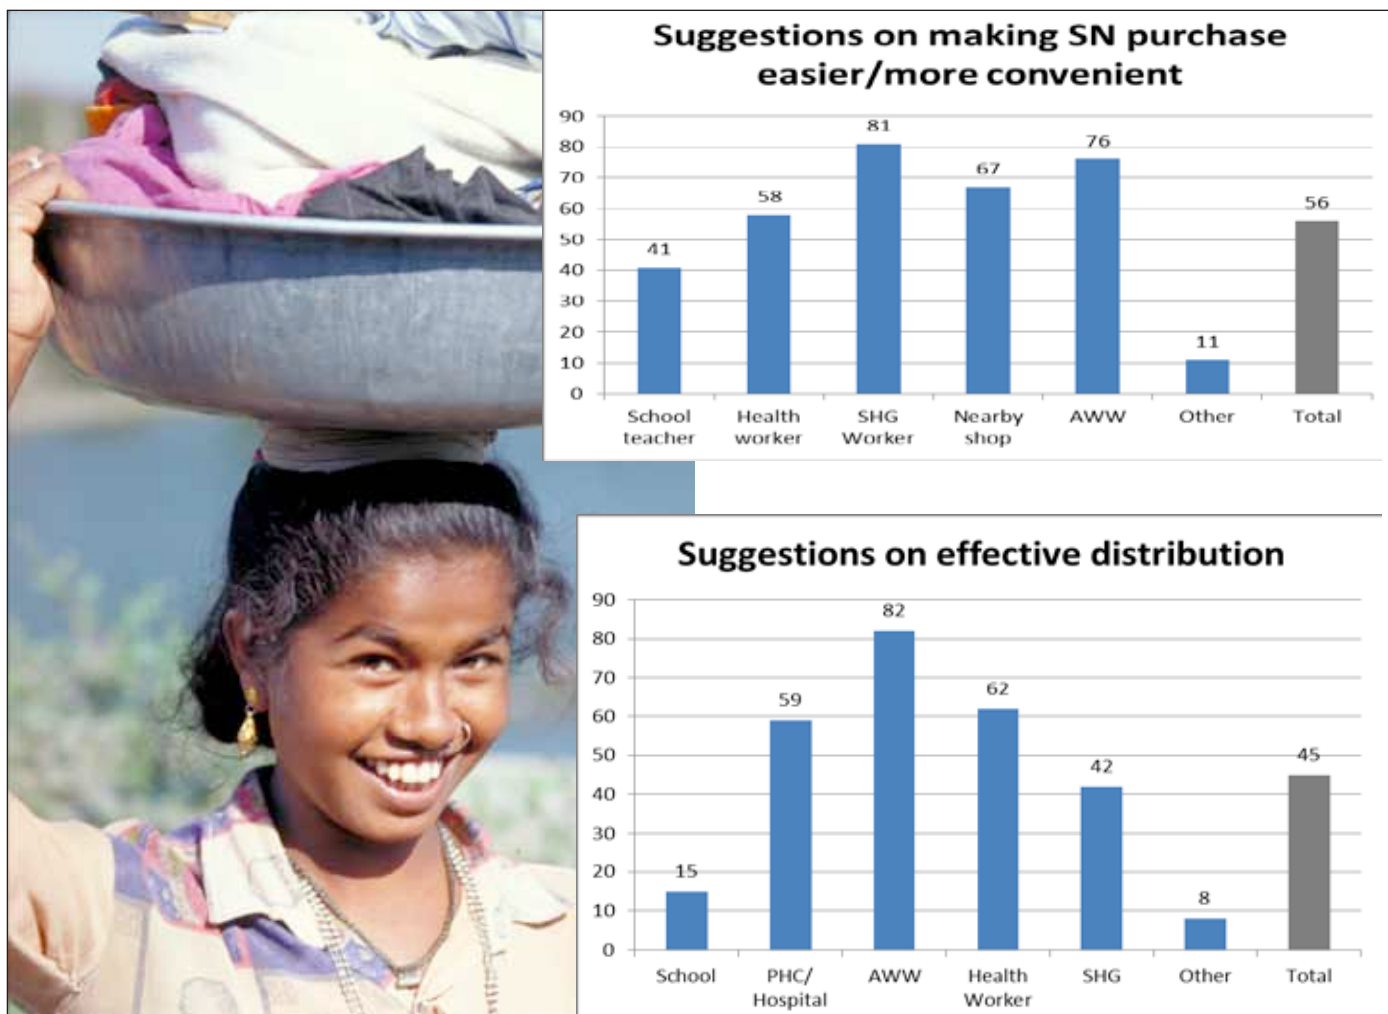 Suggestions on making SN purchase
easier/more convenient
90
80
70
60
50
40
30
20
10
0
41
58
81
67
76
11
56
School
teacher
Health
worker
SHG
Worker
Nearby
shop
AWW
Other
Total
Suggestions on effective distribution
90
80
70
60
50
40
30
20
10
0
15
59
82
62
42
8
45
School
PHC/
Hospital
AWW
Health
Worker
SHG
Other
Total